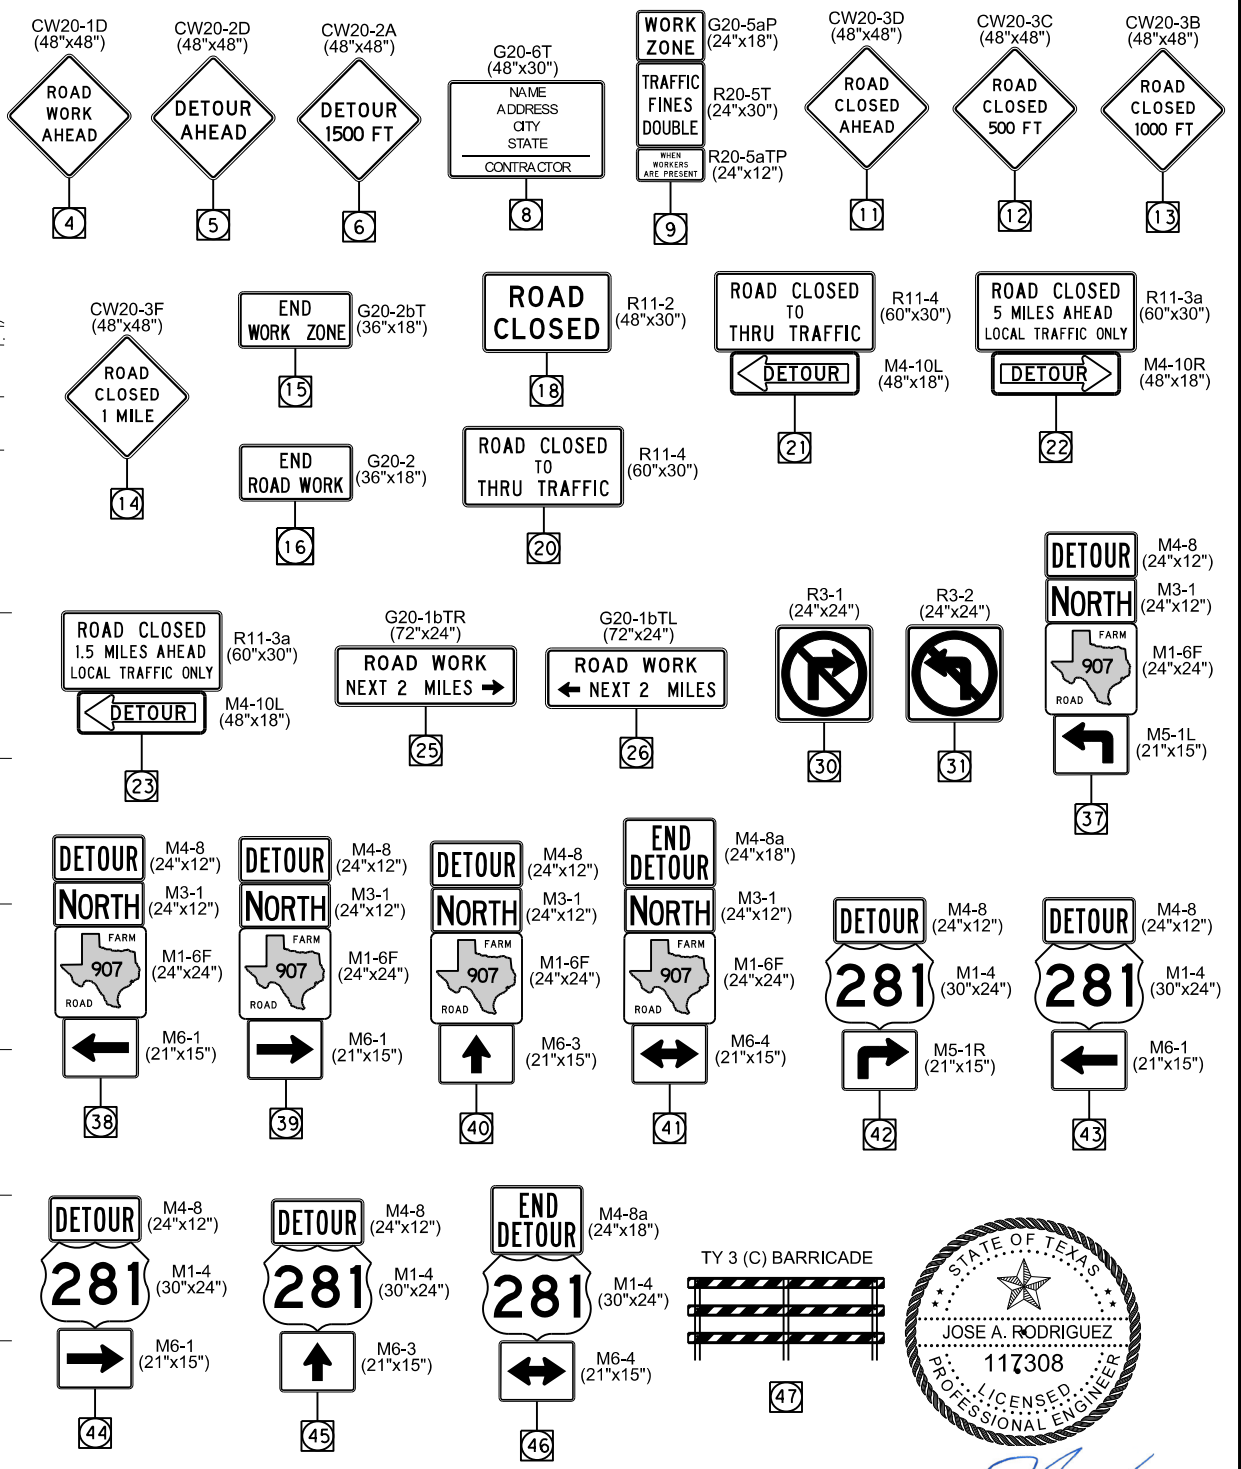 CW20-1D
(48"x48")
ROAD
WORK
AHEAD
4
CW20-2D
(48"x48")
DETOUR
AHEAD
5
CW20-2A
(48"x48")
DETOUR
1500 FT
6
G20-6T
(48"x30")
NAME
ADDRESS
CITY
STATE
CONTRACTOR
8
WORK
ZONE
G20-5aP
(24"x18")
TRAFFIC
FINES
DOUBLE
R20-5T
(24"x30")
WHEN
WORKERS
ARE PRESENT
R20-5aTP
(24"x12")
9
CW20-3D
(48"x48")
ROAD
CLOSED
AHEAD
11
CW20-3C
(48"x48")
ROAD
CLOSED
500 FT
12
CW20-3B
(48"x48")
ROAD
CLOSED
1000 FT
13
CW20-3F
(48"x48")
ROAD
CLOSED
1 MILE
14
END
WORK ZONE
G20-2bT
(36"x18")
15
END
ROAD WORK
G20-2
(36"x18")
16
ROAD
CLOSED
R11-2
(48"x30")
18
ROAD CLOSED
TO
THRU TRAFFIC
R11-4
(60"x30")
20
ROAD CLOSED
TO
THRU TRAFFIC
R11-4
(60"x30")
DETOUR
M4-10L
(48"x18")
21
ROAD CLOSED
5 MILES AHEAD
LOCAL TRAFFIC ONLY
R11-3a
(60"x30")
DETOUR
M4-10R
(48"x18")
22
ROAD CLOSED
1.5 MILES AHEAD
LOCAL TRAFFIC ONLY
R11-3a
(60"x30")
DETOUR
M4-10L
(48"x18")
23
G20-1bTR
(72"x24")
ROAD WORK
NEXT 2 MILES →
25
G20-1bTL
(72"x24")
ROAD WORK
← NEXT 2 MILES
26
R3-1
(24"x24")
30
R3-2
(24"x24")
31
DETOUR
M4-8
(24"x12")
NORTH
M3-1
(24"x12")
FARM
907
ROAD
M1-6F
(24"x24")
M5-1L
(21"x15")
37
DETOUR
M4-8
(24"x12")
NORTH
M3-1
(24"x12")
FARM
907
ROAD
M1-6F
(24"x24")
M6-1
(21"x15")
38
DETOUR
M4-8
(24"x12")
NORTH
M3-1
(24"x12")
FARM
907
ROAD
M1-6F
(24"x24")
M6-1
(21"x15")
39
DETOUR
M4-8
(24"x12")
NORTH
M3-1
(24"x12")
FARM
907
ROAD
M1-6F
(24"x24")
M6-3
(21"x15")
40
END
DETOUR
M4-8a
(24"x18")
NORTH
M3-1
(24"x12")
FARM
907
ROAD
M1-6F
(24"x24")
M6-4
(21"x15")
41
DETOUR
M4-8
(24"x12")
281
M1-4
(30"x24")
M5-1R
(21"x15")
42
DETOUR
M4-8
(24"x12")
281
M1-4
(30"x24")
M6-1
(21"x15")
43
DETOUR
M4-8
(24"x12")
281
M1-4
(30"x24")
M6-1
(21"x15")
44
DETOUR
M4-8
(24"x12")
281
M1-4
(30"x24")
M6-3
(21"x15")
45
END
DETOUR
M4-8a
(24"x18")
281
M1-4
(30"x24")
M6-4
(21"x15")
46
TY 3 (C) BARRICADE
47
STATE OF TEXAS
JOSE A. RODRIGUEZ
117308
LICENSED
PROFESSIONAL ENGINEER